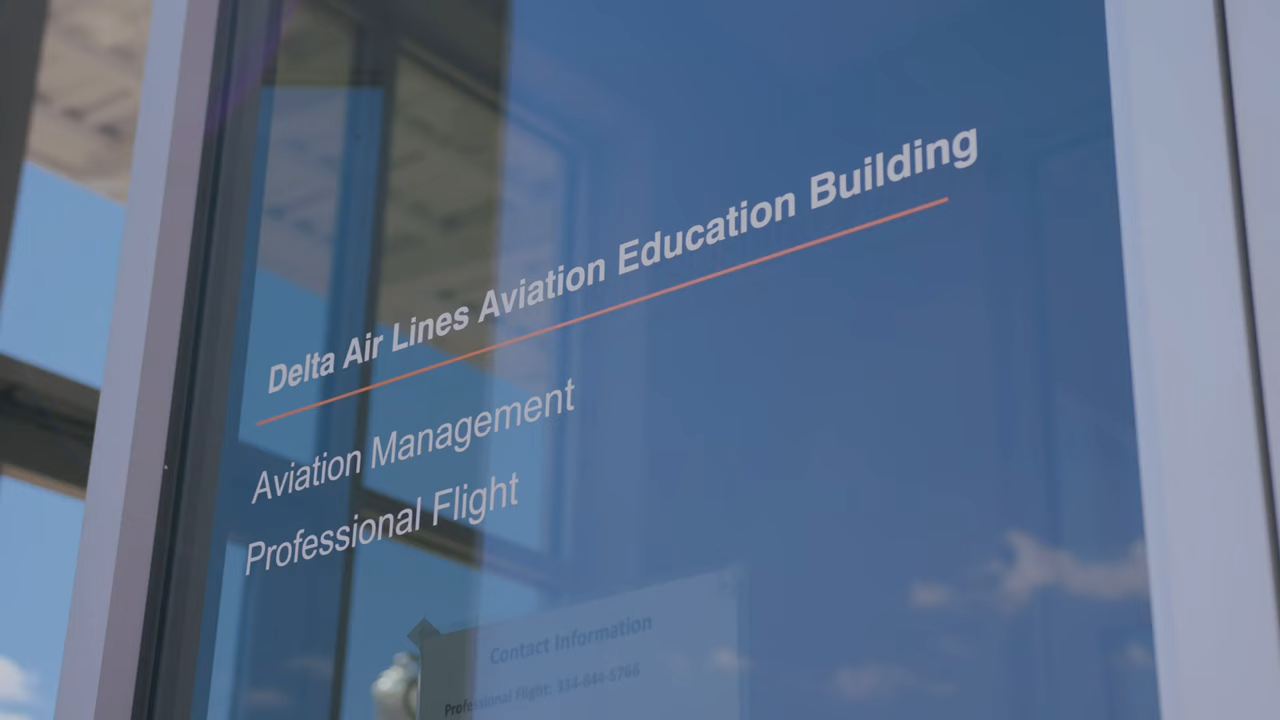 Delta Air Lines Aviation Education Building
Aviation Management
Professional Flight
Contact Information
Professional Flight: 334-844-5766